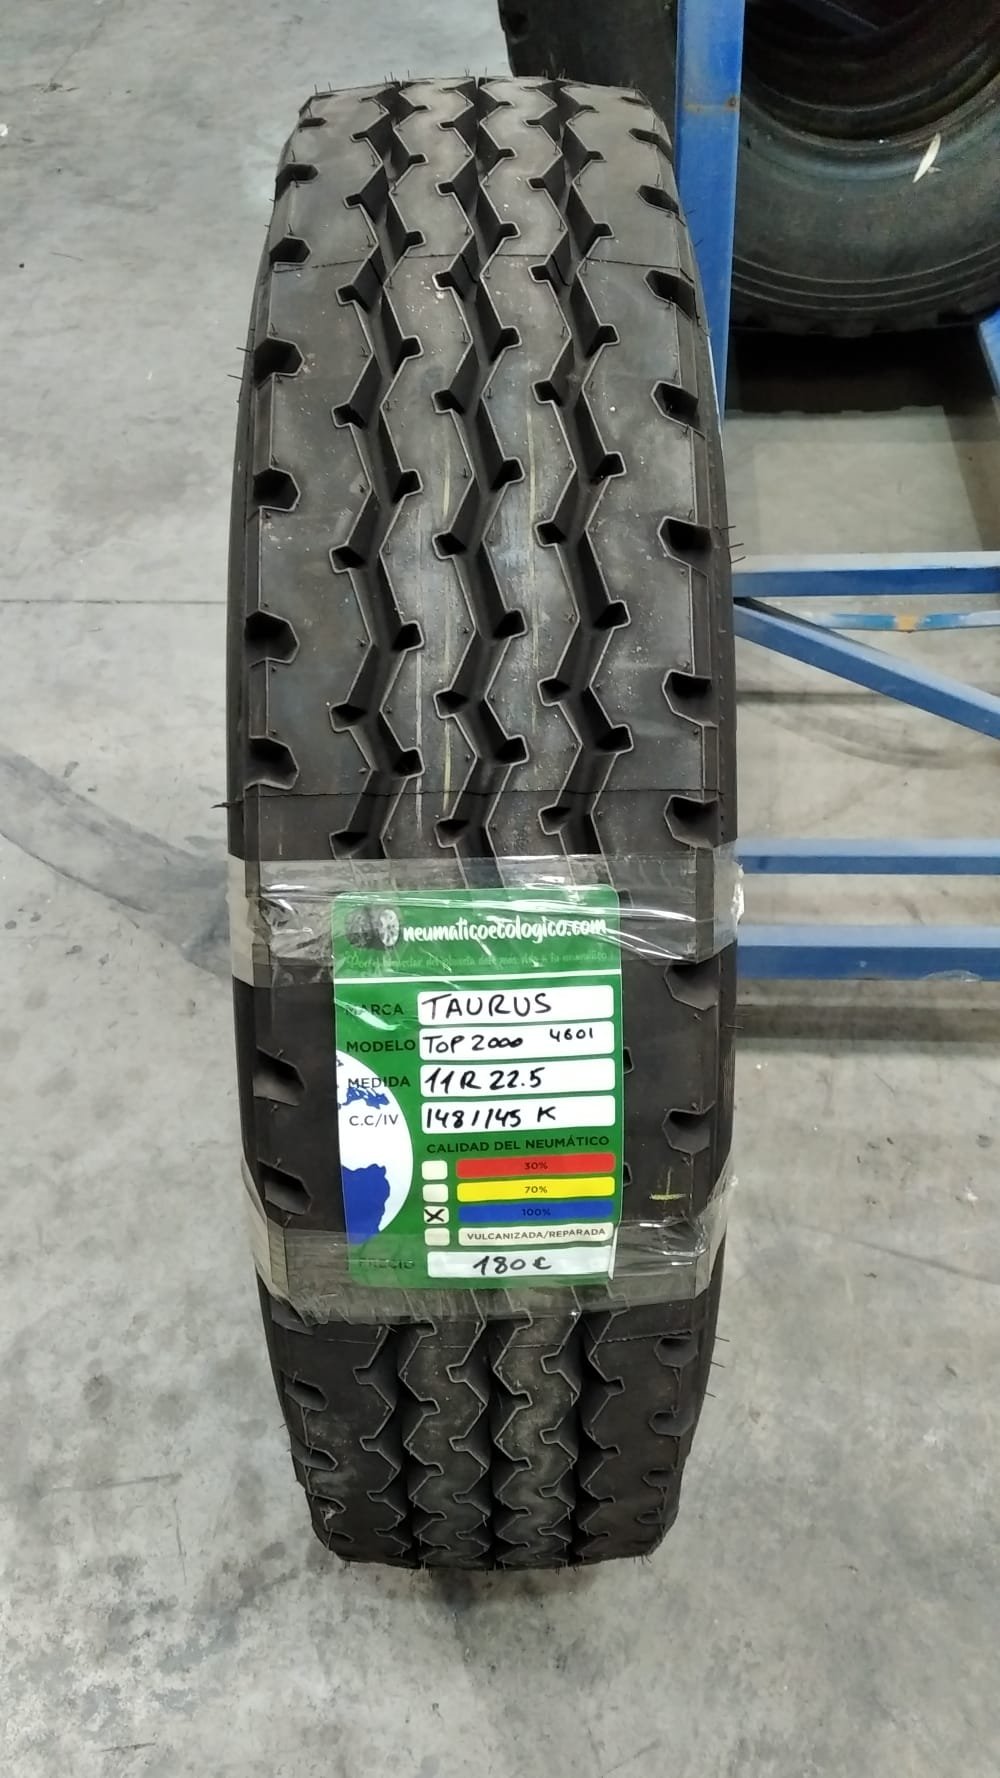 neumaticoecologico.com
MARCA TAURUS
MODELO TOP 2000 4601
MEDIDA 11 R 22.5
C.C/IV 148/145 K
CALIDAD DEL NEUMÁTICO
30%
70%
X 100%
VULCANIZADA/REPARADA
PRECIO 180€